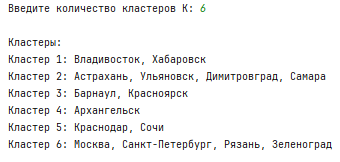 Введите количество кластеров K: 6
Кластеры:
Кластер 1: Владивосток, Хабаровск
Кластер 2: Астрахань, Ульяновск, Димитровград, Самара
Кластер 3: Барнаул, Красноярск
Кластер 4: Архангельск
Кластер 5: Краснодар, Сочи
Кластер 6: Москва, Санкт-Петербург, Рязань, Зеленоград